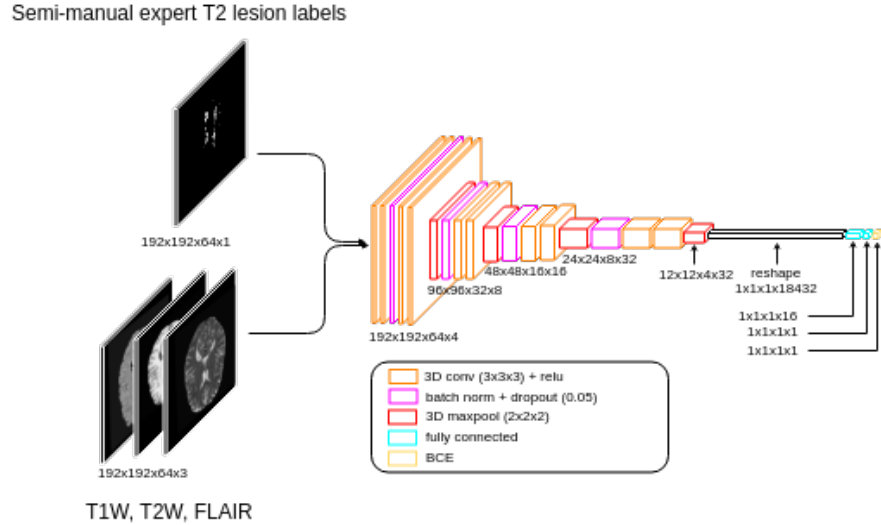 Semi-manual expert T2 lesion labels
192x192x64x1
192x192x64x3
T1W, T2W, FLAIR
192x192x64x4
96x96x32x8
48x48x16x16
24x24x8x32
12x12x4x32
reshape
1x1x1x18432
1x1x1x16
1x1x1x1
1x1x1x1
3D conv (3x3x3) + relu
batch norm + dropout (0.05)
3D maxpool (2x2x2)
fully connected
BCE